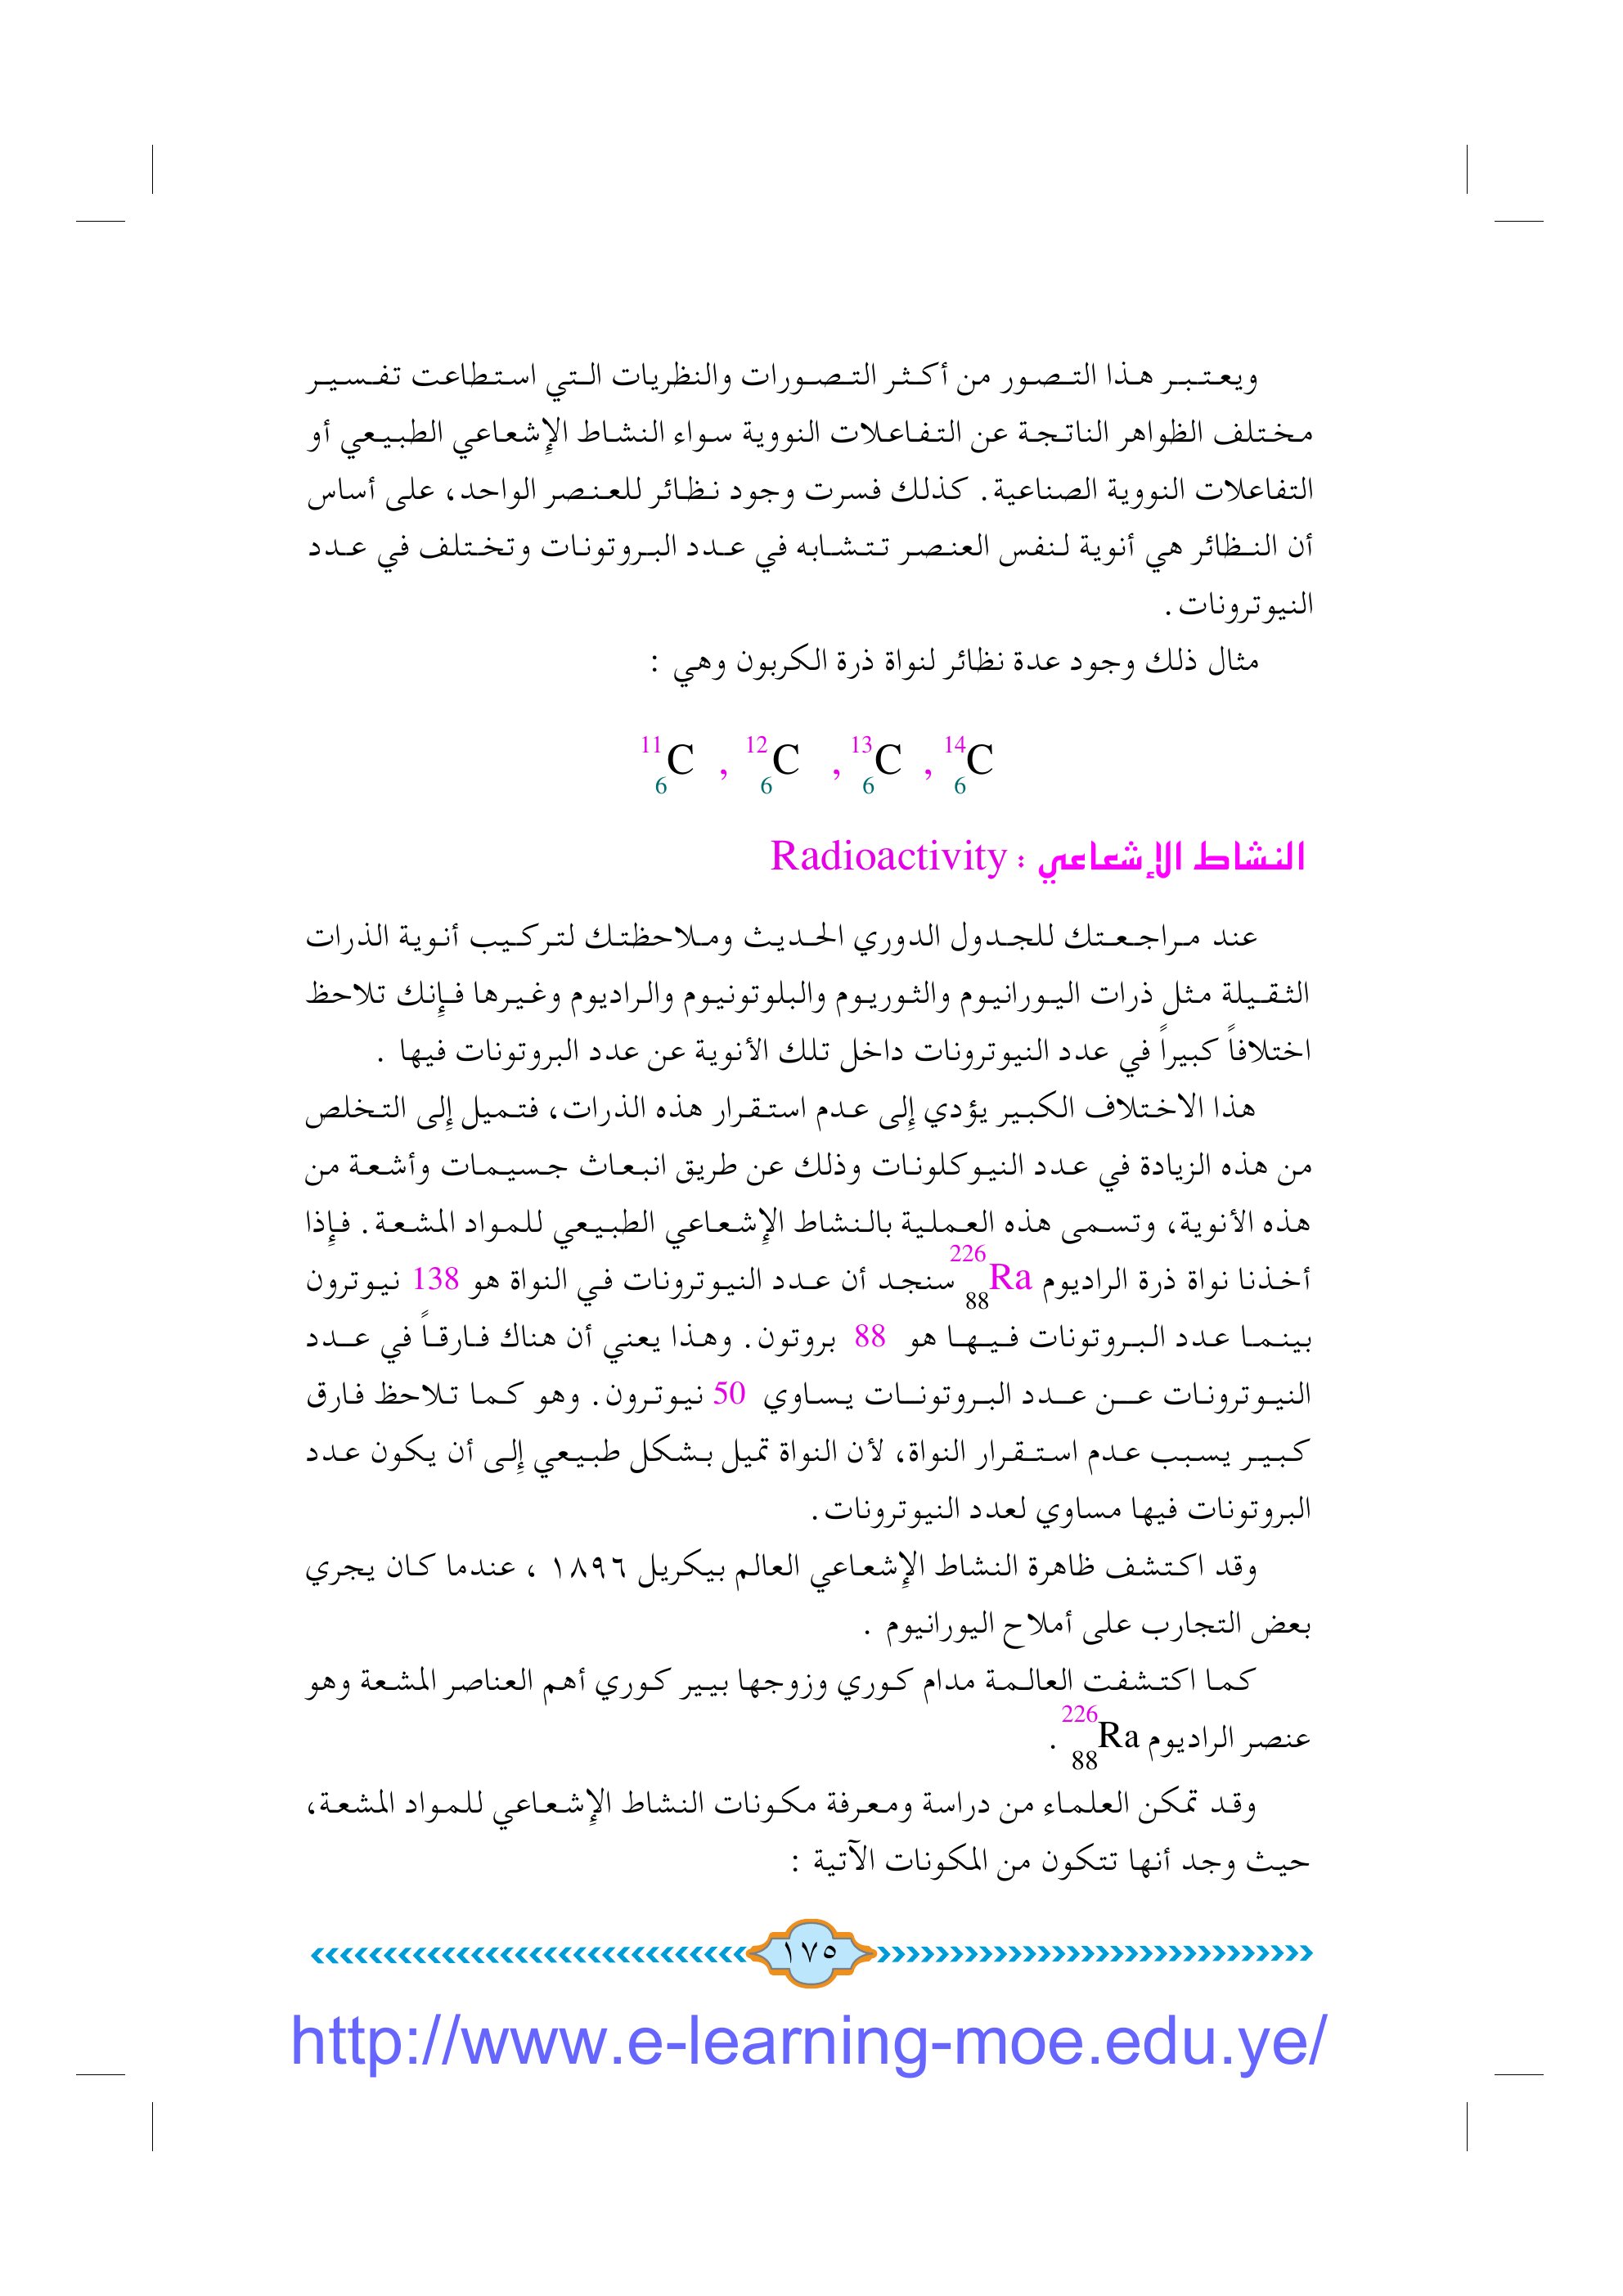 ويعتبر هذا التصور من أكثر التصورات والنظريات التي استطاعت تفسير
مختلف الظواهر الناتجة عن التفاعلات النووية سواء النشاط الإشعاعي الطبيعي أو
التفاعلات النووية الصناعية. كذلك فسرت وجود نظائر للعنصر الواحد، على أساس
أن النظائر هي أنوية لنفس العنصر تتشابه في عدد البروتونات وتختلف في عدد
النيوترونات.
مثال ذلك وجود عدة نظائر لنواة ذرة الكربون وهي :
¹¹₆C , ¹²₆C , ¹³₆C , ¹⁴₆C
النشاط الإشعاعي : Radioactivity
عند مراجعتك للجدول الدوري الحديث وملاحظتك لتركيب أنوية الذرات
الثقيلة مثل ذرات اليورانيوم والثوريوم والبلوتونيوم والراديوم وغيرها فإنك تلاحظ
اختلافاً كبيراً في عدد النيوترونات داخل تلك الأنوية عن عدد البروتونات فيها .
هذا الاختلاف الكبير يؤدي إلى عدم استقرار هذه الذرات، فتميل إلى التخلص
من هذه الزيادة في عدد النيوكلونات وذلك عن طريق انبعاث جسيمات وأشعة من
هذه الأنوية، وتسمى هذه العملية بالنشاط الإشعاعي الطبيعي للمواد المشعة. فإذا
أخذنا نواة ذرة الراديوم ²²⁶₈₈Ra سنجد أن عدد النيوترونات في النواة هو 138 نيوترون
بينما عدد البروتونات فيها هو 88 بروتون. وهذا يعني أن هناك فارقاً في عدد
النيوترونات عن عدد البروتونات يساوي 50 نيوترون. وهو كما تلاحظ فارق
كبير يسبب عدم استقرار النواة، لأن النواة تميل بشكل طبيعي إلى أن يكون عدد
البروتونات فيها مساوي لعدد النيوترونات.
وقد اكتشف ظاهرة النشاط الإشعاعي العالم بيكريل ١٨٩٦ ، عندما كان يجري
بعض التجارب على أملاح اليورانيوم .
كما اكتشفت العالمة مدام كوري وزوجها بيير كوري أهم العناصر المشعة وهو
عنصر الراديوم ²²⁶₈₈Ra .
وقد تمكن العلماء من دراسة ومعرفة مكونات النشاط الإشعاعي للمواد المشعة،
حيث وجد أنها تتكون من المكونات الآتية :
١٧٥
http://www.e-learning-moe.edu.ye/